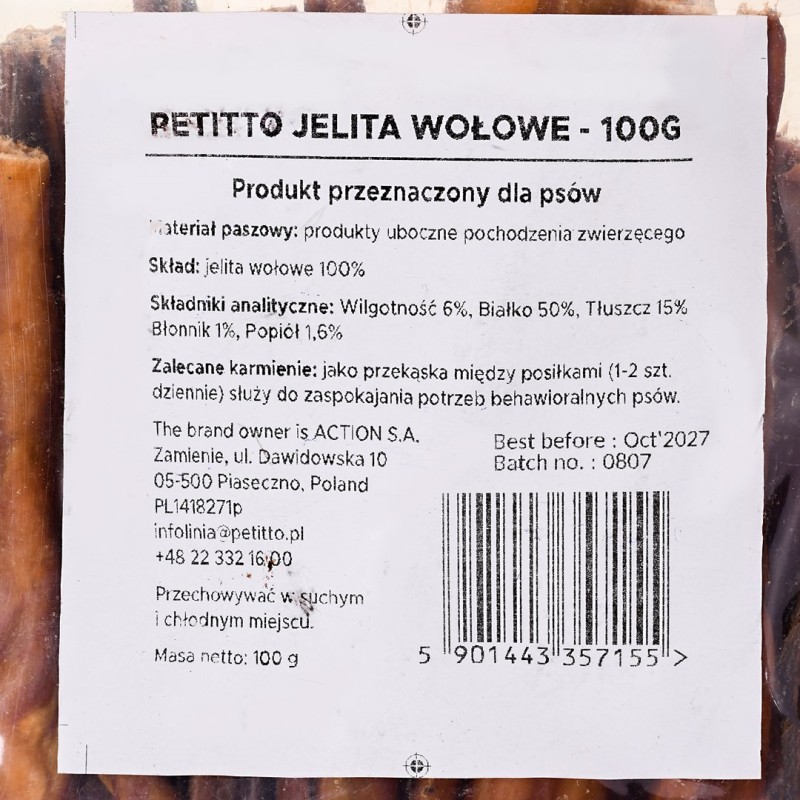 PETITTO JELITA WOŁOWE - 100G
Produkt przeznaczony dla psów
Materiał paszowy: produkty uboczne pochodzenia zwierzęcego
Skład: jelita wołowe 100%
Składniki analityczne: Wilgotność 6%, Białko 50%, Tłuszcz 15%
Błonnik 1%, Popiół 1,6%
Zalecane karmienie: jako przekąska między posiłkami (1-2 szt.
dziennie) służy do zaspokajania potrzeb behawioralnych psów.
The brand owner is ACTION S.A.
Zamienie, ul. Dawidowska 10
05-500 Piaseczno, Poland
PL1418271p
infolinia@petitto.pl
+48 22 332 16 00
Przechowywać w suchym
i chłodnym miejscu.
Masa netto: 100 g
Best before : Oct'2027
Batch no. : 0807
5 901443 357155 >